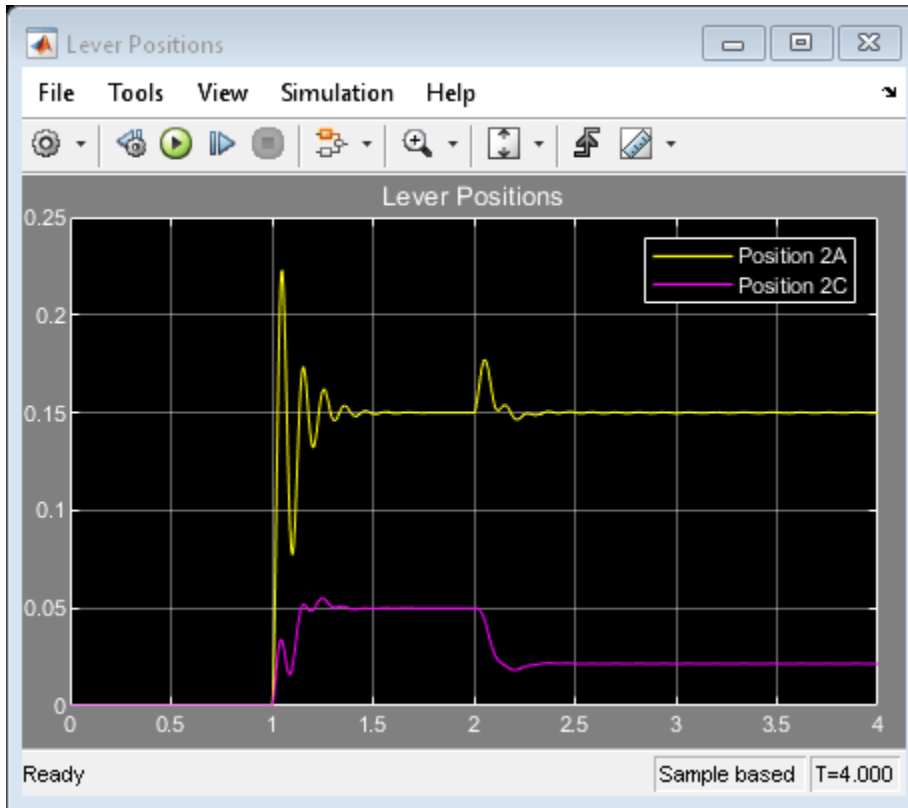 Lever Positions
File Tools View Simulation Help
Lever Positions
Position 2A
Position 2C
0.25
0.2
0.15
0.1
0.05
0
0 0.5 1 1.5 2 2.5 3 3.5 4
Ready Sample based T=4.000